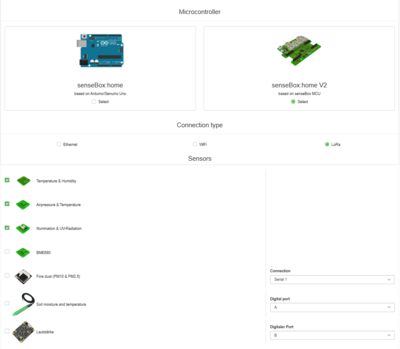 Microcontroller
senseBox:home
senseBox:home V2
based on Arduino/Genuino Uno
based on senseBox MCU
Select
Select
Connection type
Ethernet
WiFi
LoRa
Sensors
Temperature & Humidity
Airpressure & Temperature
Illumination & UV-Radiation
BME680
Fine dust (PM10 & PM2.5)
Connection
Serial 1
Soil moisture and temperature
Digital port
A
Lautstärke
Digitaler Port
B